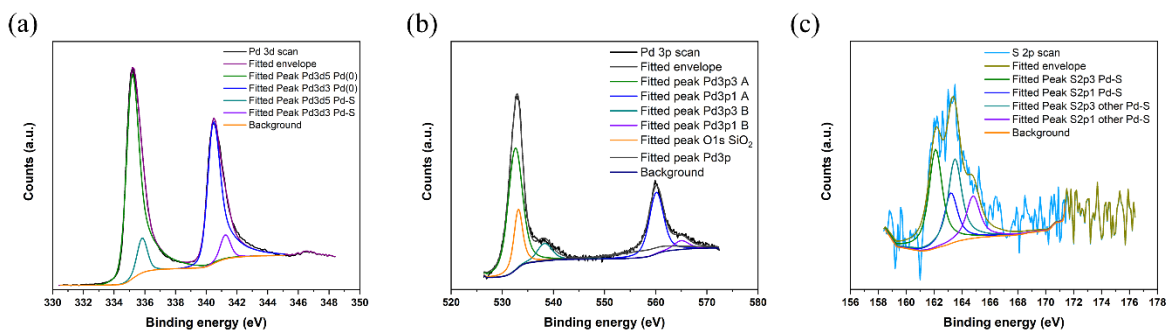 (a)
Pd 3d scan
Fitted envelope
Fitted Peak Pd3d5 Pd(0)
Fitted Peak Pd3d3 Pd(0)
Fitted Peak Pd3d5 Pd-S
Fitted Peak Pd3d3 Pd-S
Background
Counts (a.u.)
330 332 334 336 338 340 342 344 346 348 350
Binding energy (eV)
(b)
Pd 3p scan
Fitted envelope
Fitted peak Pd3p3 A
Fitted peak Pd3p1 A
Fitted peak Pd3p3 B
Fitted peak Pd3p1 B
Fitted peak O1s SiO₂
Fitted peak Pd3p
Background
Counts (a.u.)
520 530 540 550 560 570 580
Binding energy (eV)
(c)
S 2p scan
Fitted envelope
Fitted Peak S2p3 Pd-S
Fitted Peak S2p1 Pd-S
Fitted Peak S2p3 other Pd-S
Fitted Peak S2p1 other Pd-S
Background
Counts (a.u.)
156 158 160 162 164 166 168 170 172 174 176 178
Binding energy (eV)